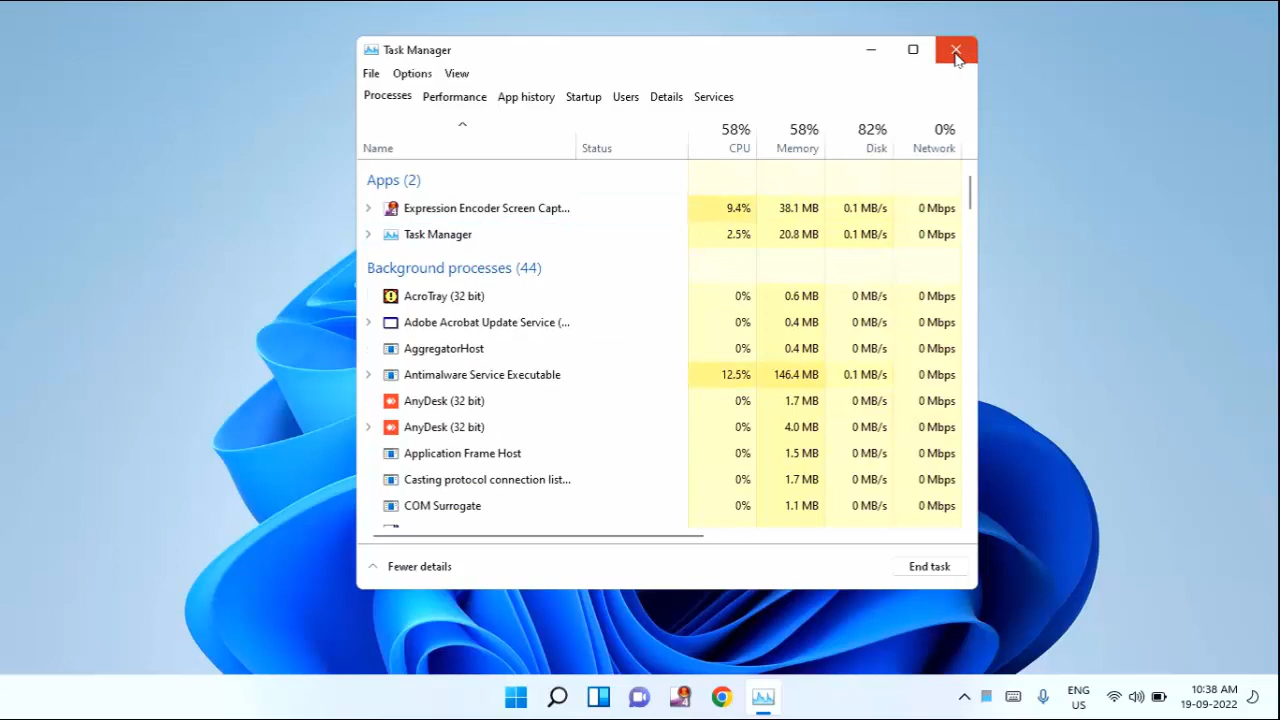 Task Manager
File Options View
Processes Performance App history Startup Users Details Services
58% 58% 82% 0%
Name Status CPU Memory Disk Network
Apps (2)
Expression Encoder Screen Capt... 9.4% 38.1 MB 0.1 MB/s 0 Mbps
Task Manager 2.5% 20.8 MB 0.1 MB/s 0 Mbps
Background processes (44)
AcroTray (32 bit) 0% 0.6 MB 0 MB/s 0 Mbps
Adobe Acrobat Update Service (... 0% 0.4 MB 0 MB/s 0 Mbps
AggregatorHost 0% 0.4 MB 0 MB/s 0 Mbps
Antimalware Service Executable 12.5% 146.4 MB 0.1 MB/s 0 Mbps
AnyDesk (32 bit) 0% 1.7 MB 0 MB/s 0 Mbps
AnyDesk (32 bit) 0% 4.0 MB 0 MB/s 0 Mbps
Application Frame Host 0% 1.5 MB 0 MB/s 0 Mbps
Casting protocol connection list... 0% 1.7 MB 0 MB/s 0 Mbps
COM Surrogate 0% 1.1 MB 0 MB/s 0 Mbps
Fewer details End task
ENG 10:38 AM
US 19-09-2022